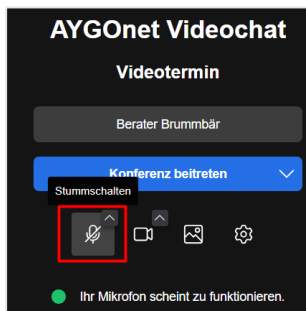 AYGOnet Videochat
Videotermin
Berater Brummbär
Konferenz beitreten
Stummschalten
Ihr Mikrofon scheint zu funktionieren.